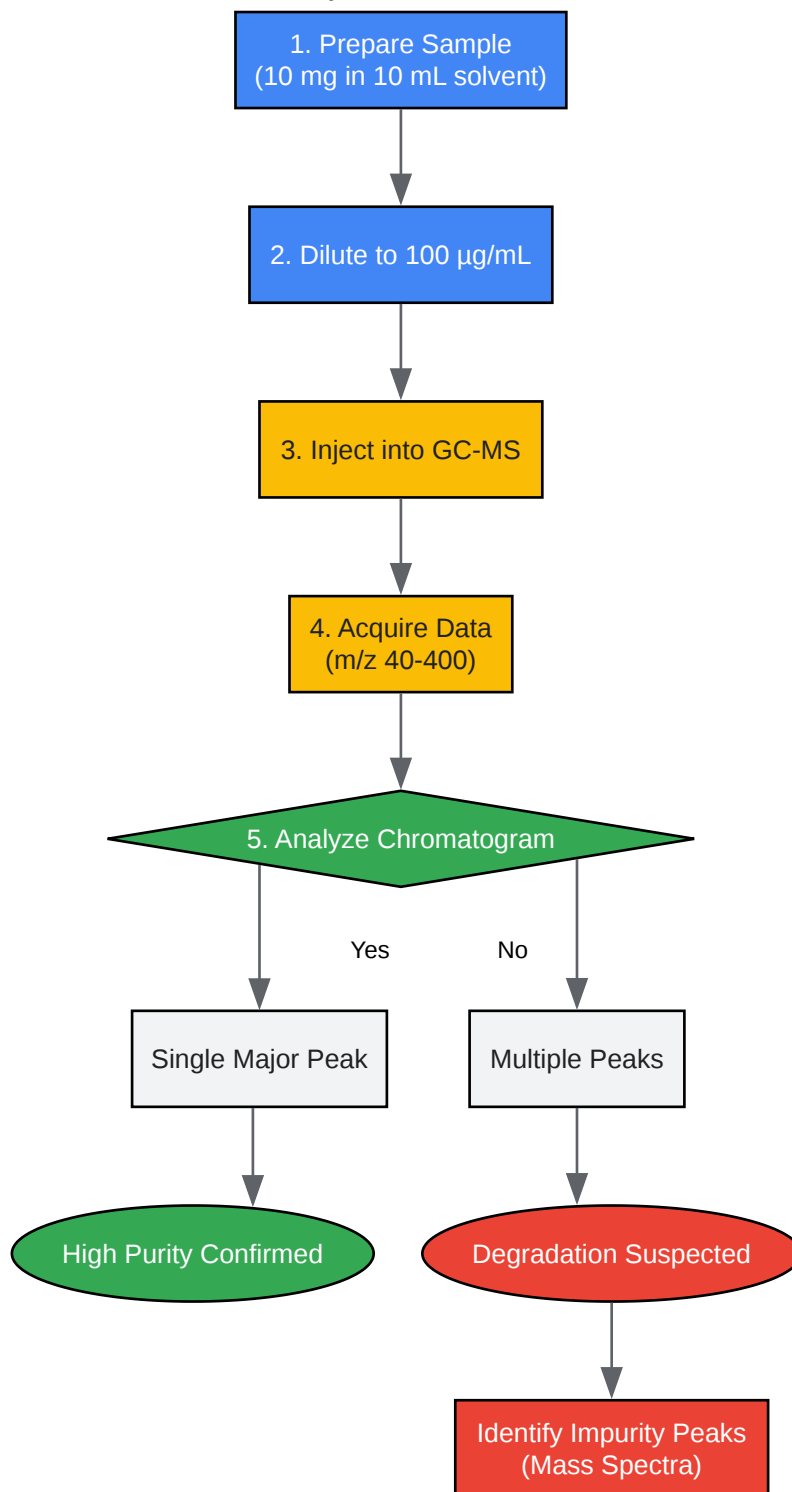 1. Prepare Sample
(10 mg in 10 mL solvent)
2. Dilute to 100 µg/mL
3. Inject into GC-MS
4. Acquire Data
(m/z 40-400)
5. Analyze Chromatogram
Yes
No
Single Major Peak
Multiple Peaks
High Purity Confirmed
Degradation Suspected
Identify Impurity Peaks
(Mass Spectra)